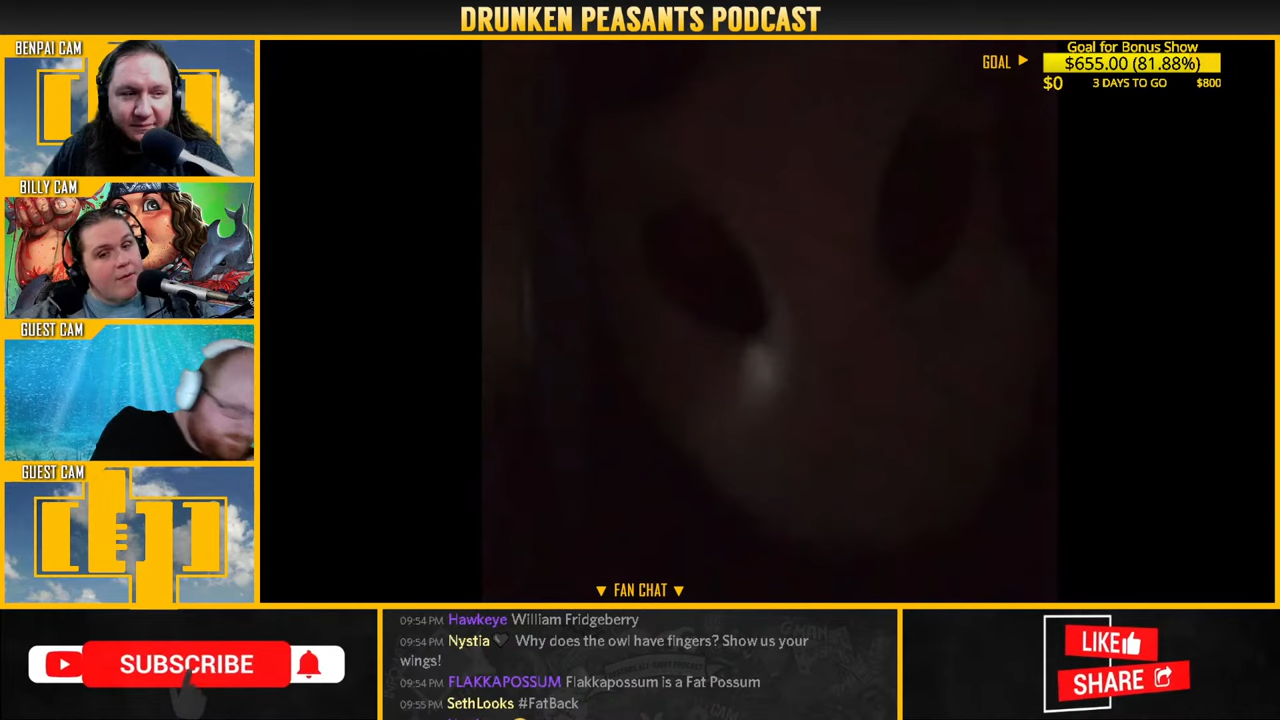 DRUNKEN PEASANTS PODCAST
BENPAI CAM
BILLY CAM
GUEST CAM
GUEST CAM
GOAL ▶
Goal for Bonus Show
$655.00 (81.88%)
$0 3 DAYS TO GO $800
▼ FAN CHAT ▼
09:54 PM Hawkeye William Fridgeberry
09:54 PM Nystia Why does the owl have fingers? Show us your
wings!
09:54 PM FLAKKAPOSSUM Flakkapossum is a Fat Possum
09:55 PM SethLooks #FatBack
SUBSCRIBE
LIKE
SHARE